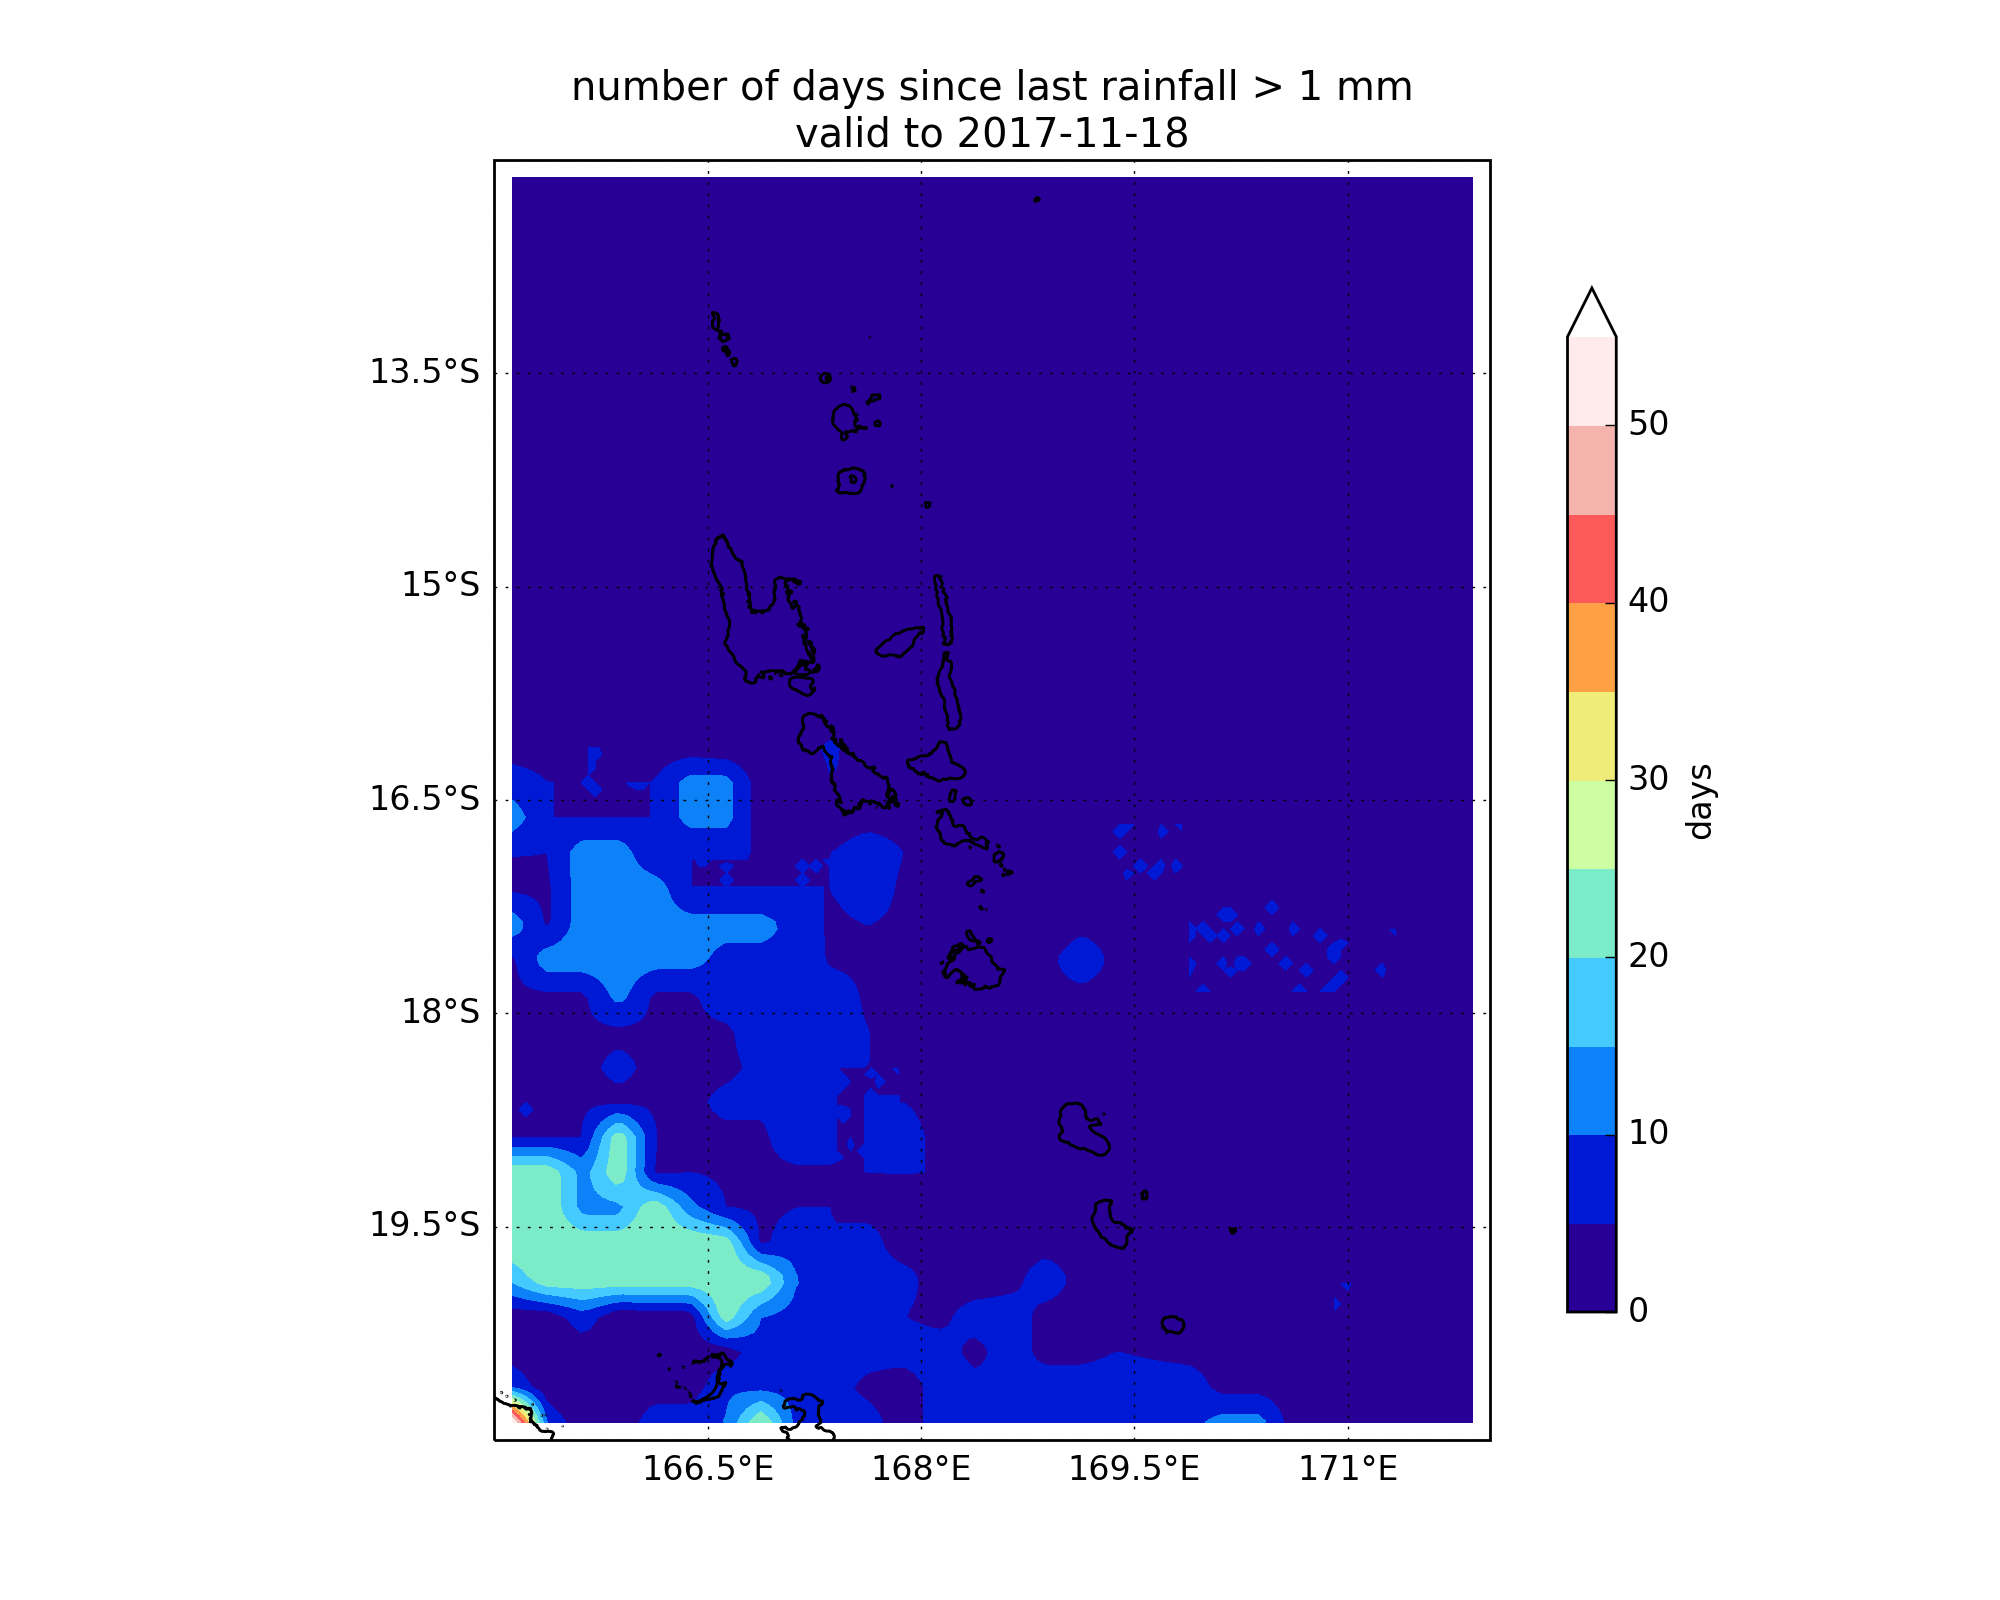 number of days since last rainfall > 1 mm
valid to 2017-11-18
13.5°S
15°S
16.5°S
18°S
19.5°S
166.5°E
168°E
169.5°E
171°E
50
40
30
20
10
0
days